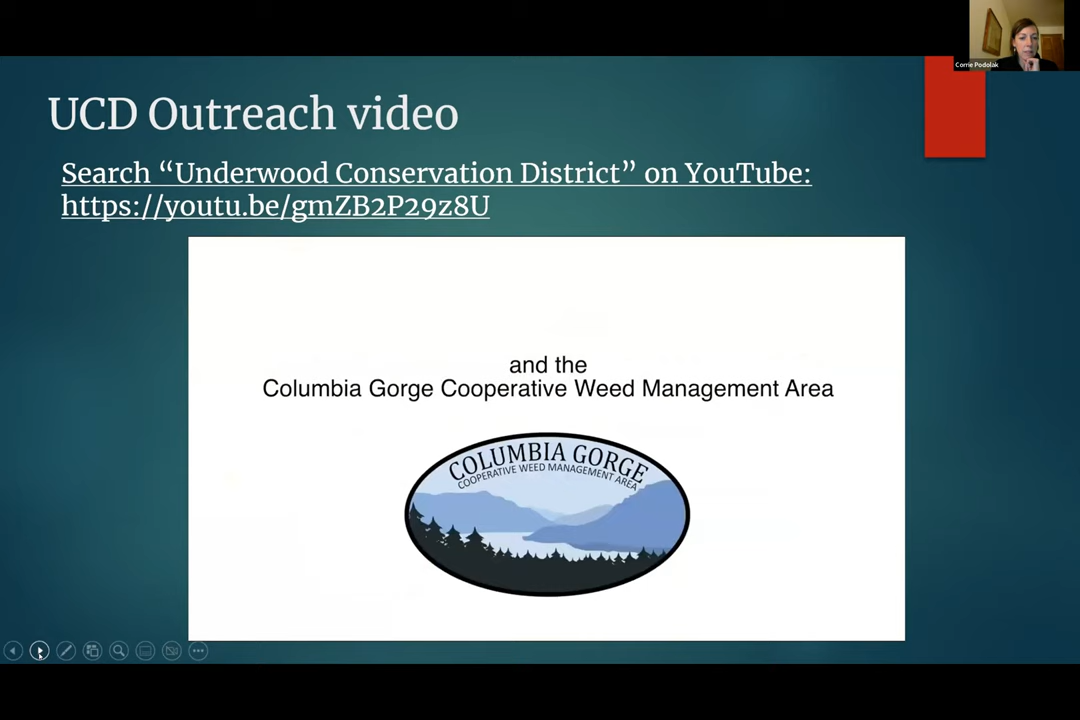 Corrie Podolak
UCD Outreach video
Search “Underwood Conservation District” on YouTube:
https://youtu.be/gmZB2P29z8U
and the
Columbia Gorge Cooperative Weed Management Area
COLUMBIA GORGE
COOPERATIVE WEED MANAGEMENT AREA